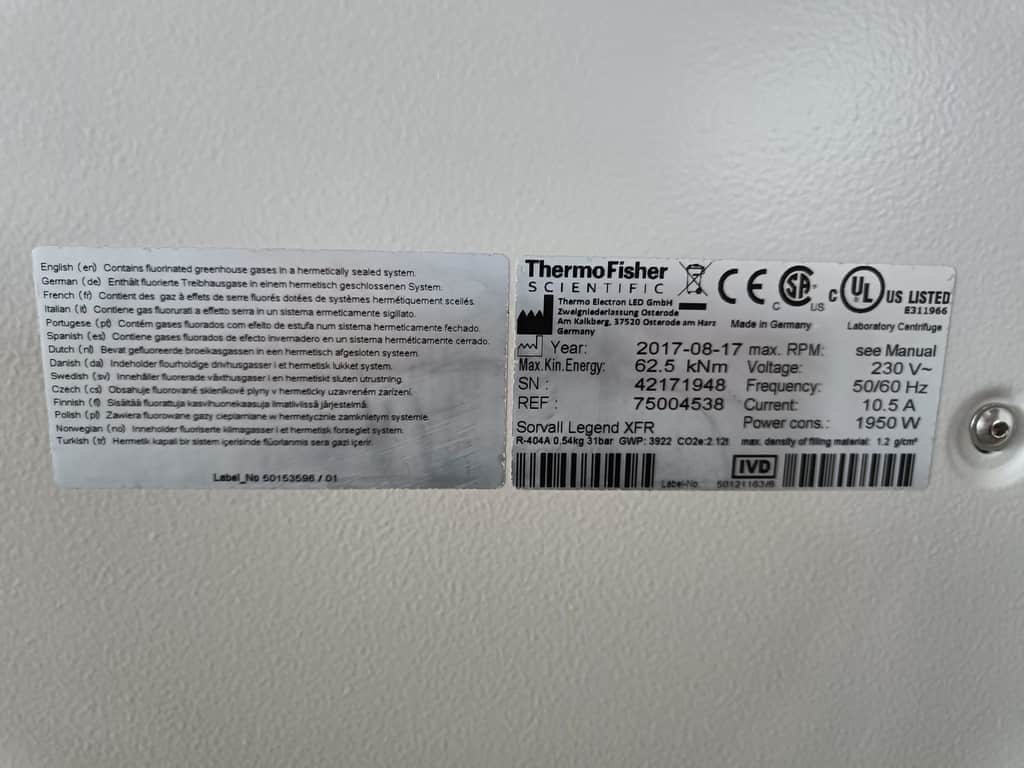 English (en) Contains fluorinated greenhouse gases in a hermetically sealed system.
German (de) Enthält fluorierte Treibhausgase in einem hermetisch geschlossenen System.
French (fr) Contient des gaz à effets de serre fluorés dotées de systèmes hermétiquement scellés.
Italian (it) Contiene gas fluorurati a effetto serra in un sistema ermeticamente sigillato.
Portugese (pt) Contém gases fluorados com efeito de estufa num sistema hermeticamente fechado.
Spanish (es) Contiene gases fluorados de efecto invernadero en un sistema herméticamente cerrado.
Dutch (nl) Bevat gefluoreerde broeikasgassen in een hermetisch afgesloten systeem.
Danish (da) Indeholder flourholdige drivhusgasser i et hermetisk lukket system.
Swedish (sv) Innehåller fluorerade växthusgaser i en hermetiskt sluten utrustning.
Czech (cs) Obsahuje fluorované skleníkové plyny v hermeticky uzavreném zarízení.
Finnish (fi) Sisältää fluorattuja kasvihuonekaasuja ilmatiiviissä järjestelmä.
Polish (pl) Zawiera fluorowane gazy cieplarniane w hermetycznie zamkniętym systemie.
Norwegian (no) Inneholder fluoriserte klimagasser i et hermetisk forseglet system.
Turkish (tr) Hermetik kapali bir sistem içerisinde flüorlanmis sera gazi içerir.
Label_No 50153596 / 01
ThermoFisher
SCIENTIFIC
Thermo Electron LED GmbH
Zweigniederlassung Osterode
Am Kalkberg, 37520 Osterode am Harz
Germany
CE
C SA US
C UL US LISTED
E311966
Made in Germany
Laboratory Centrifuge
Year: 2017-08-17 max. RPM: see Manual
Max.Kin.Energy: 62.5 kNm Voltage: 230 V~
SN : 42171948 Frequency: 50/60 Hz
REF : 75004538 Current: 10.5 A
Sorvall Legend XFR Power cons.: 1950 W
R-404A 0,54kg 31bar GWP: 3922 CO2e:2.12t max. density of filling material: 1.2 g/cm³
IVD
Label-No. 50121163/6